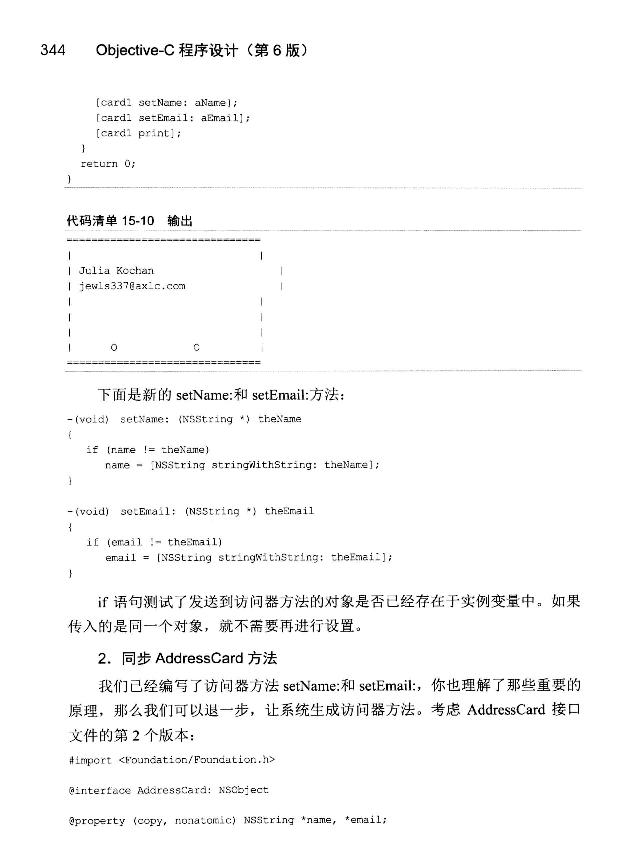 344 Objective-C 程序设计（第 6 版）
[card1 setName: aName];
[card1 setEmail: aEmail];
[card1 print];
}
return 0;
}
代码清单 15-10 输出
===============================
| |
| Julia Kochan |
| jewls337@axlc.com |
| |
| |
| |
| O O |
===============================
下面是新的 setName:和 setEmail:方法：
-(void) setName: (NSString *) theName
{
if (name != theName)
name = [NSString stringWithString: theName];
}
-(void) setEmail: (NSString *) theEmail
{
if (email != theEmail)
email = [NSString stringWithString: theEmail];
}
if 语句测试了发送到访问器方法的对象是否已经存在于实例变量中。如果
传入的是同一个对象，就不需要再进行设置。
2．同步 AddressCard 方法
我们已经编写了访问器方法 setName:和 setEmail:，你也理解了那些重要的
原理，那么我们可以退一步，让系统生成访问器方法。考虑 AddressCard 接口
文件的第 2 个版本：
#import <Foundation/Foundation.h>
@interface AddressCard: NSObject
@property (copy, nonatomic) NSString *name, *email;